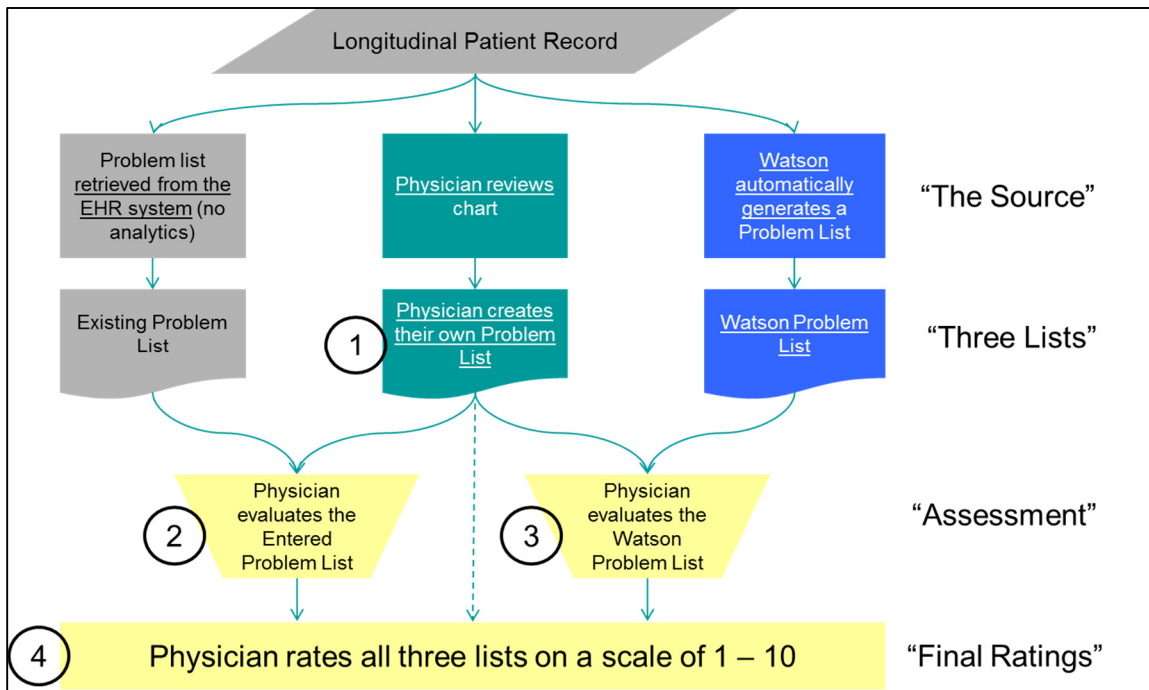 Longitudinal Patient Record
Problem list
retrieved from the
EHR system (no
analytics)
Physician reviews
chart
Watson
automatically
generates a
Problem List
“The Source”
Existing Problem
List
1
Physician creates
their own Problem
List
Watson Problem
List
“Three Lists”
2
Physician
evaluates the
Entered
Problem List
3
Physician
evaluates the
Watson
Problem List
“Assessment”
4
Physician rates all three lists on a scale of 1 – 10
“Final Ratings”